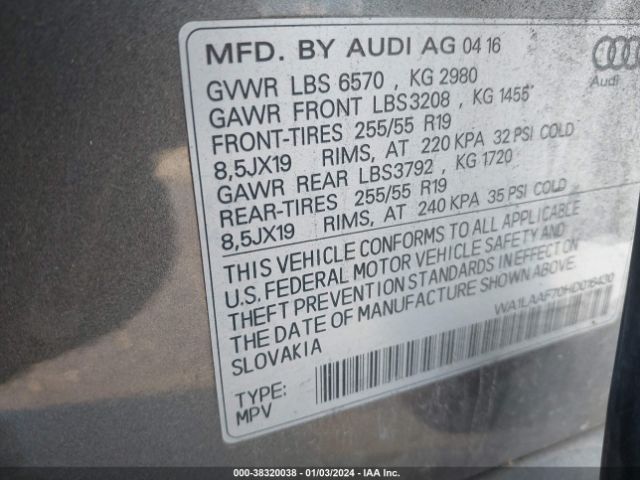 MFD. BY AUDI AG 04 16
Audi
GVWR LBS 6570 , KG 2980
GAWR FRONT LBS3208 , KG 1455
FRONT-TIRES 255/55 R19
8,5JX19 RIMS, AT 220 KPA 32 PSI COLD
GAWR REAR LBS3792 , KG 1720
REAR-TIRES 255/55 R19
8,5JX19 RIMS, AT 240 KPA 35 PSI COLD
THIS VEHICLE CONFORMS TO ALL APPLICABLE
U.S. FEDERAL MOTOR VEHICLE SAFETY AND
THEFT PREVENTION STANDARDS IN EFFECT ON
THE DATE OF MANUFACTURE SHOWN ABOVE.
SLOVAKIA
WA1LAAF70HD016400
TYPE:
MPV
000-38320038 - 01/03/2024 - IAA Inc.